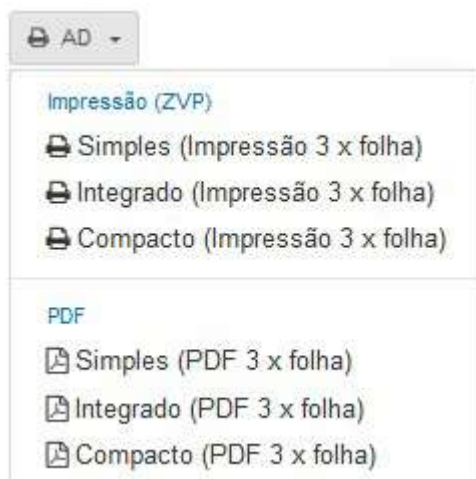 AD
Impressão (ZVP)
Simples (Impressão 3 x folha)
Integrado (Impressão 3 x folha)
Compacto (Impressão 3 x folha)
PDF
Simples (PDF 3 x folha)
Integrado (PDF 3 x folha)
Compacto (PDF 3 x folha)